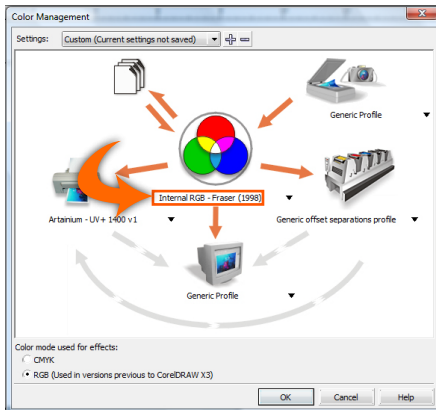 Color Management
Settings: Custom (Current settings not saved)
Generic Profile
Internal RGB - Fraser (1998)
Artainium - UV+ 1400 v1
Generic offset separations profile
Generic Profile
Color mode used for effects:
CMYK
RGB (Used in versions previous to CorelDRAW X3)
OK Cancel Help